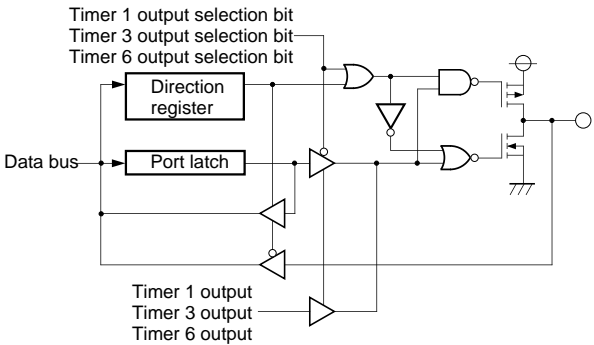 Timer 1 output selection bit
Timer 3 output selection bit
Timer 6 output selection bit
Direction
register
Data bus
Port latch
Timer 1 output
Timer 3 output
Timer 6 output